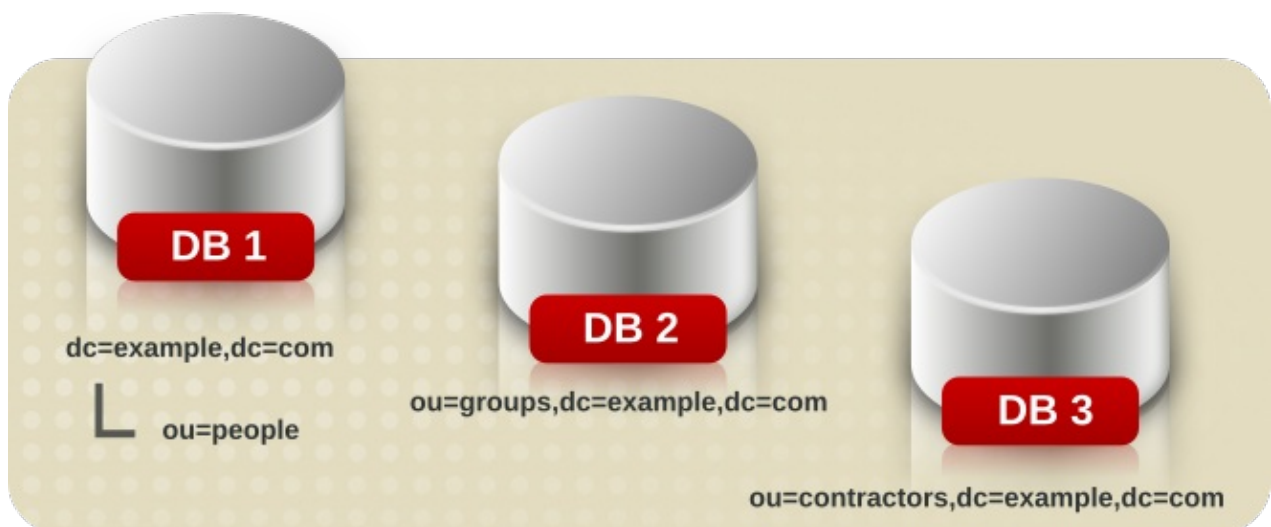 DB 1
dc=example,dc=com
ou=people
DB 2
ou=groups,dc=example,dc=com
DB 3
ou=contractors,dc=example,dc=com